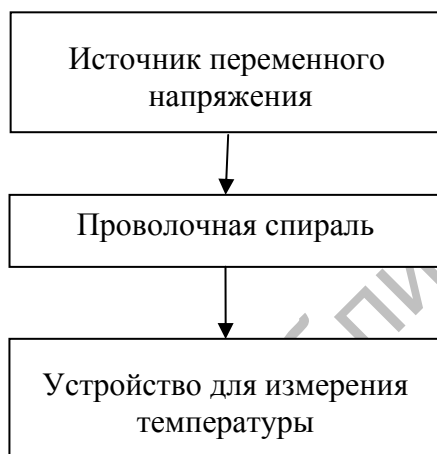 Источник переменного
напряжения
Проволочная спираль
Устройство для измерения
температуры